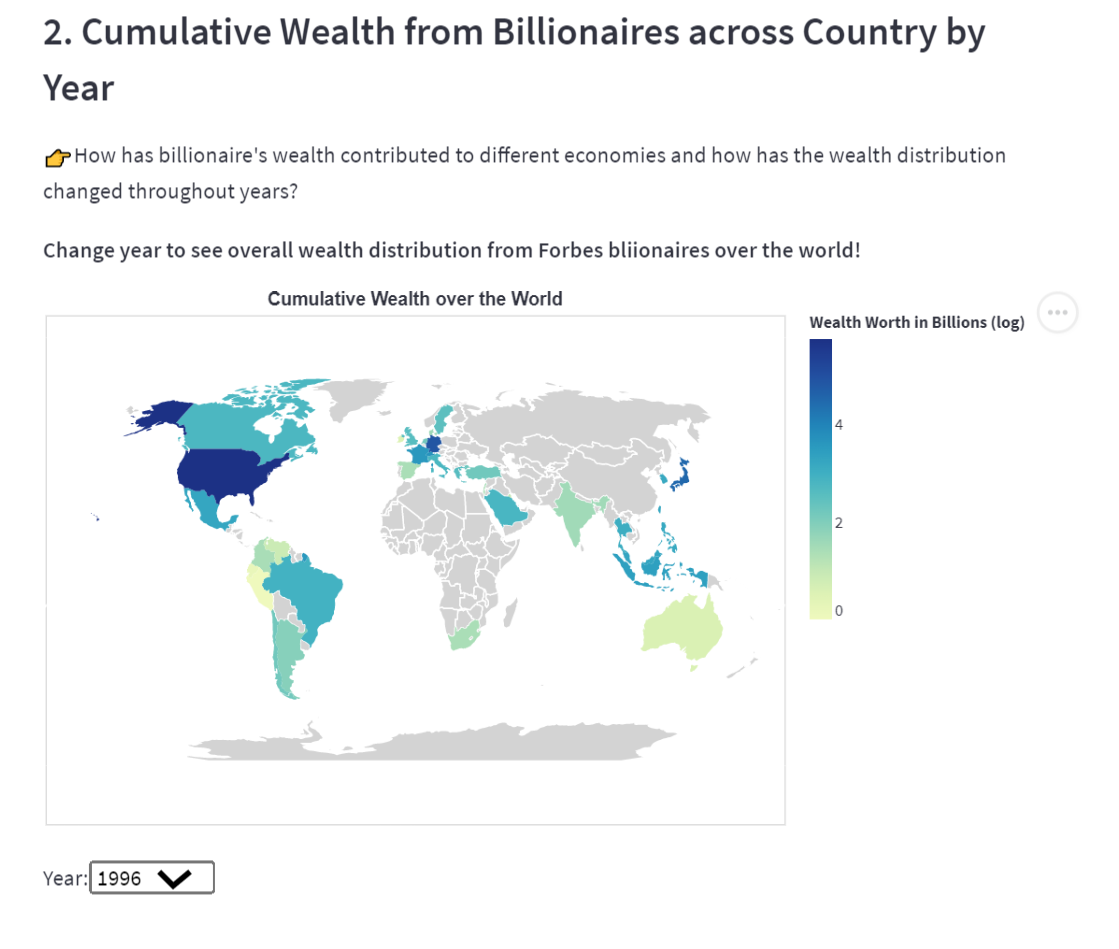 2. Cumulative Wealth from Billionaires across Country by
Year
👉How has billionaire's wealth contributed to different economies and how has the wealth distribution
changed throughout years?
Change year to see overall wealth distribution from Forbes bliionaires over the world!
Cumulative Wealth over the World
Wealth Worth in Billions (log)
4
2
0
Year: 1996